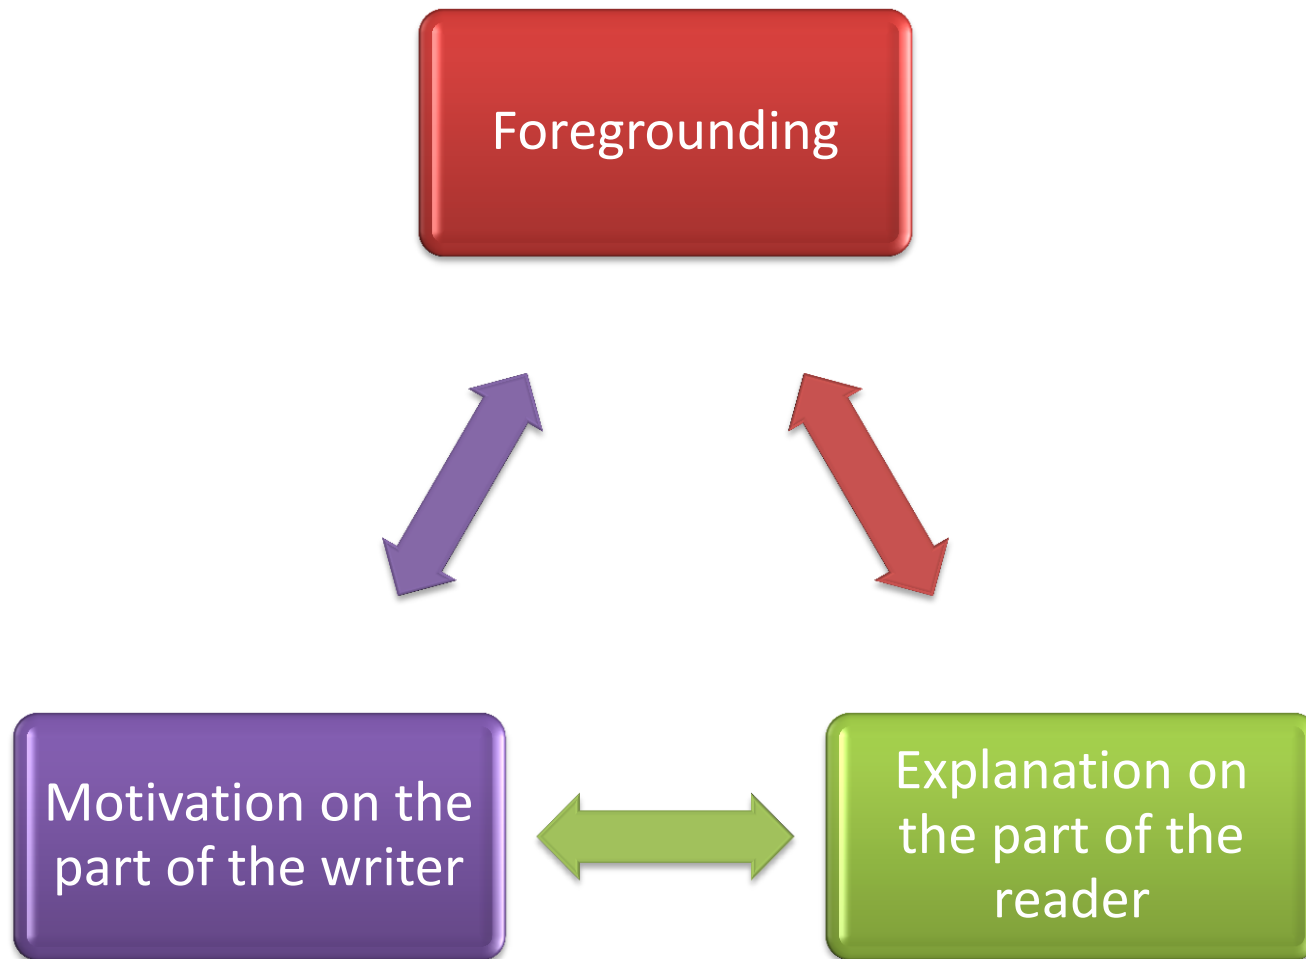 Foregrounding
Motivation on the
part of the writer
Explanation on
the part of the
reader